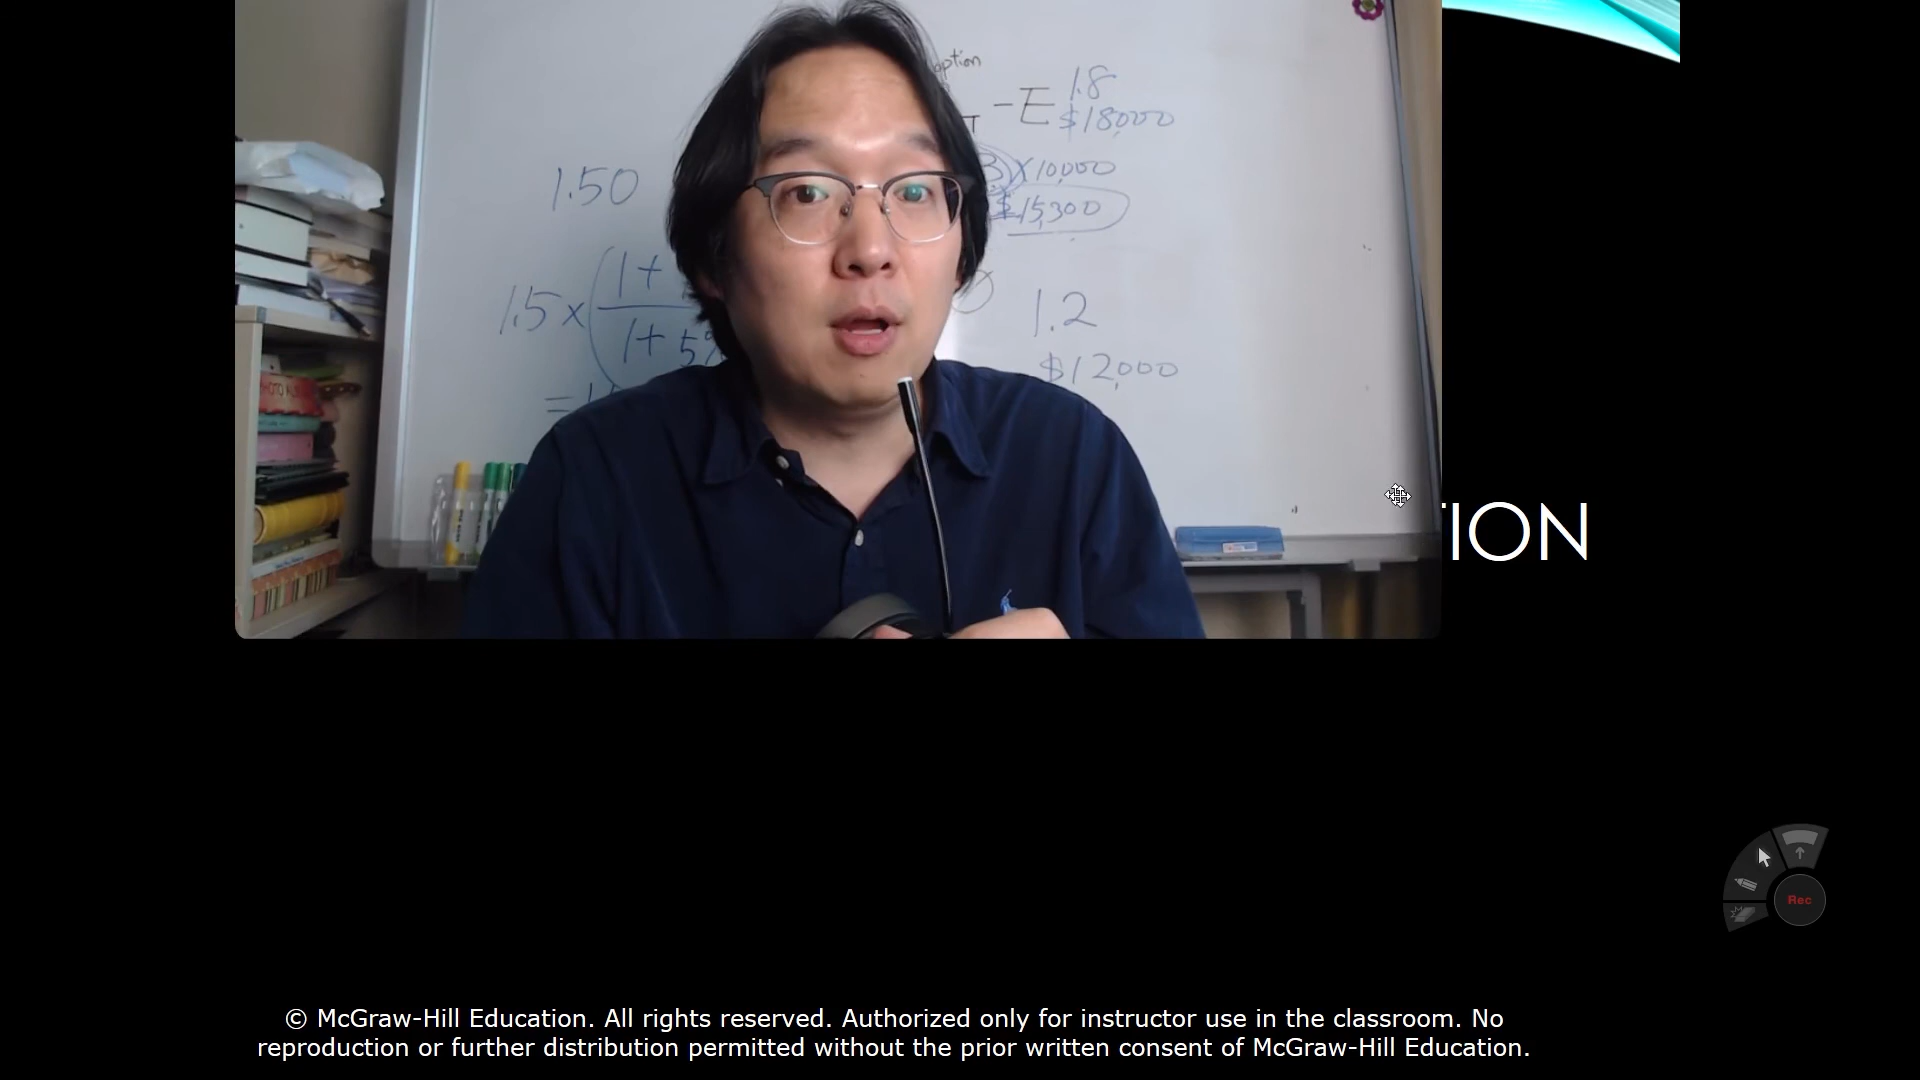 option
- E 1.8
$18,000
1.50
x 10,000
$15,300
1.5 x (1 +
1 + 5%
1.2
$12,000
=
TION
Rec
© McGraw-Hill Education. All rights reserved. Authorized only for instructor use in the classroom. No
reproduction or further distribution permitted without the prior written consent of McGraw-Hill Education.